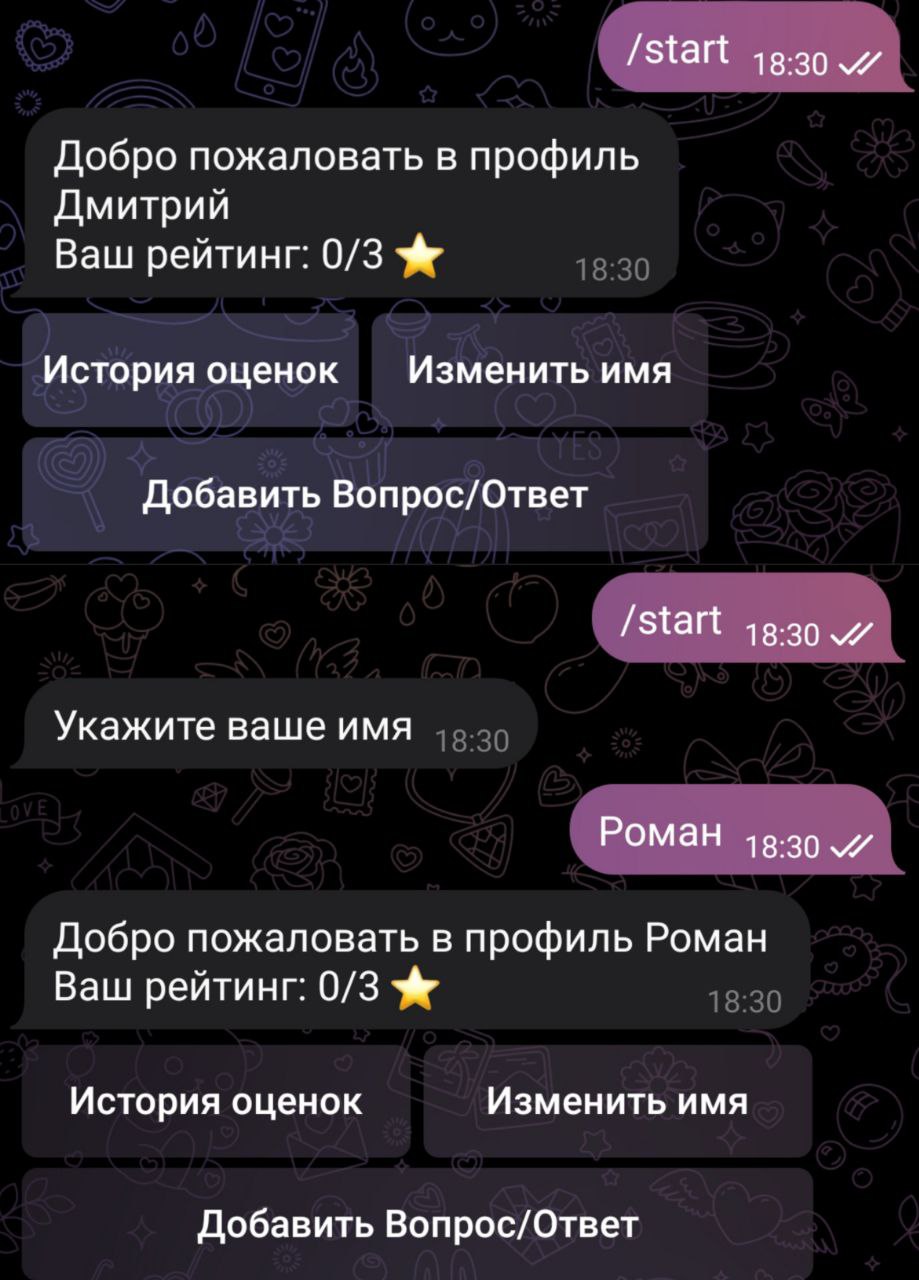 /start 18:30
Добро пожаловать в профиль
Дмитрий
Ваш рейтинг: 0/3 ⭐ 18:30
История оценок Изменить имя
YES
Добавить Вопрос/Ответ
/start 18:30
Укажите ваше имя 18:30
LOVE
Роман 18:30
Добро пожаловать в профиль Роман
Ваш рейтинг: 0/3 ⭐ 18:30
История оценок Изменить имя
Добавить Вопрос/Ответ